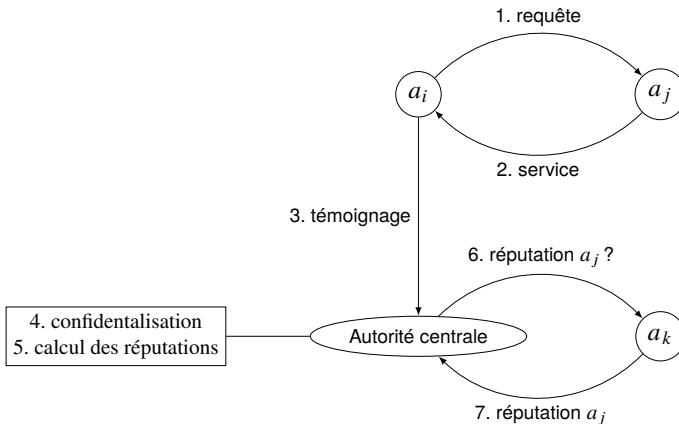 1. requête
a_i
a_j
2. service
3. témoignage
6. réputation a_j ?
4. confidentalisation
5. calcul des réputations
Autorité centrale
a_k
7. réputation a_j